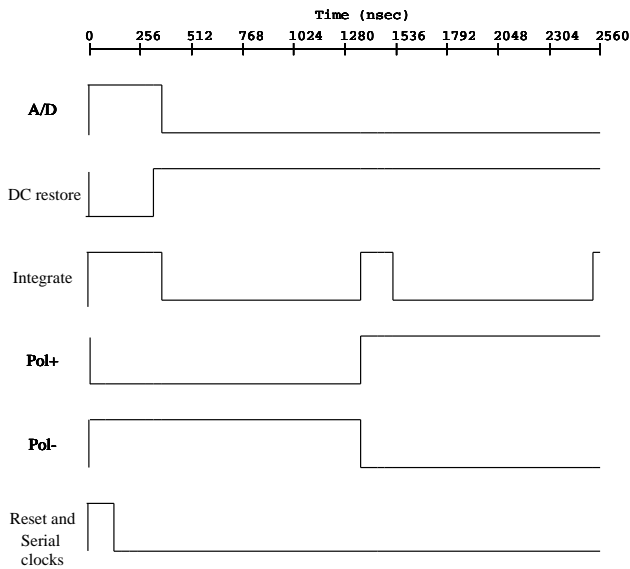 Time (nsec)
0 256 512 768 1024 1280 1536 1792 2048 2304 2560
A/D
DC restore
Integrate
Pol+
Pol-
Reset and
Serial
clocks